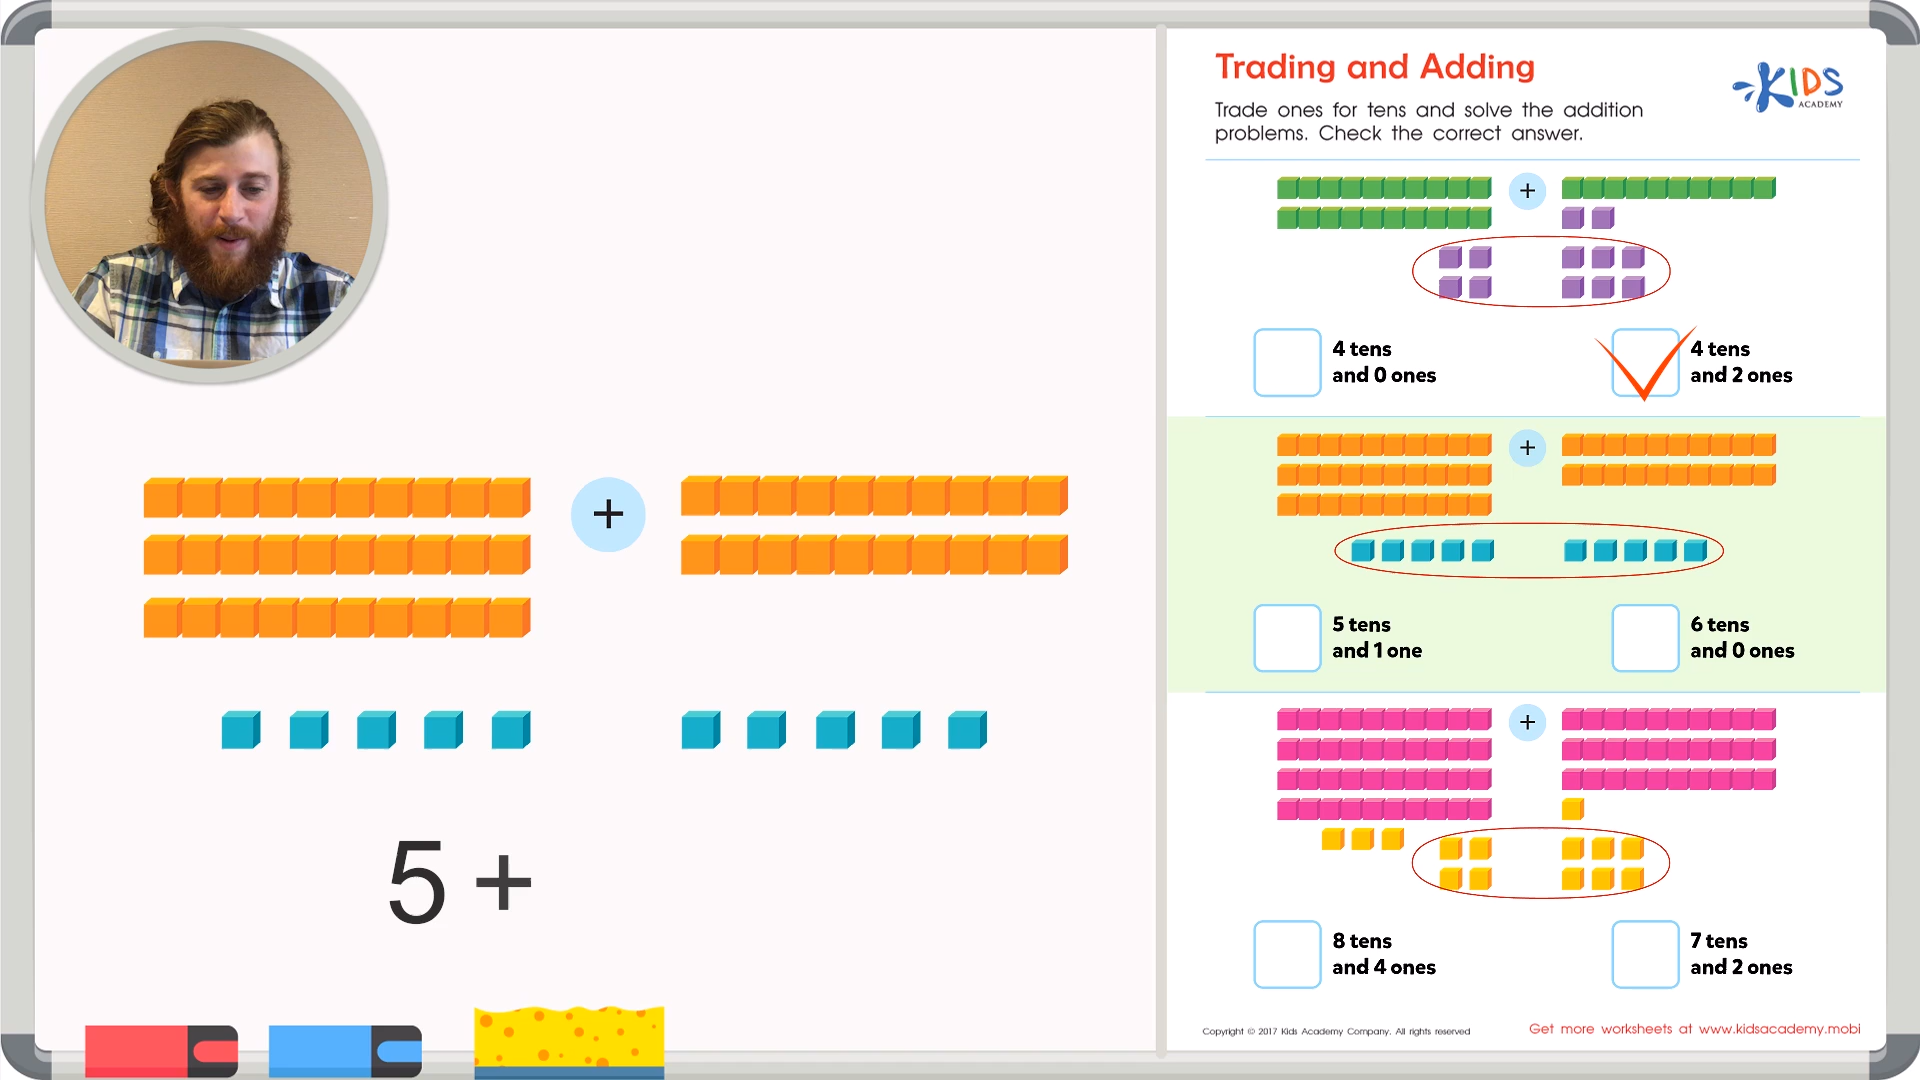 Trading and Adding
KIDS
ACADEMY
Trade ones for tens and solve the addition
problems. Check the correct answer.
+
4 tens
and 0 ones
4 tens
and 2 ones
+
5 tens
and 1 one
6 tens
and 0 ones
+
8 tens
and 4 ones
7 tens
and 2 ones
+
5 +
Copyright © 2017 Kids Academy Company. All rights reserved
Get more worksheets at www.kidsacademy.mobi